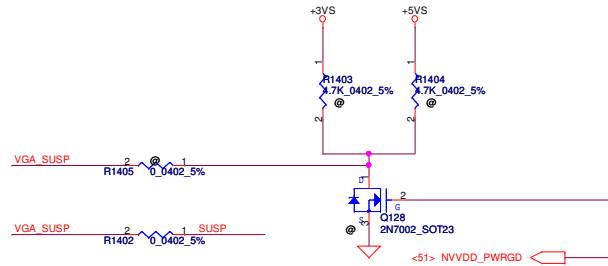 +3VS
+5VS
1
1
R1403
4.7K_0402_5%
@
R1404
4.7K_0402_5%
@
2
2
VGA_SUSP
2
@
1
R1405
0_0402_5%
1
D
2
G
S
3
Q128
2N7002_SOT23
@
VGA_SUSP
2
1
SUSP
R1402
0_0402_5%
<51> NVVDD_PWRGD